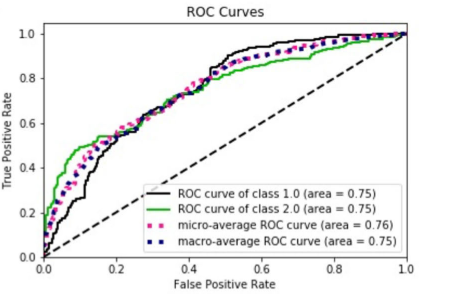 ROC Curves
1.0
0.8
0.6
0.4
0.2
0.0
True Positive Rate
ROC curve of class 1.0 (area = 0.75)
ROC curve of class 2.0 (area = 0.75)
micro-average ROC curve (area = 0.76)
macro-average ROC curve (area = 0.75)
0.0 0.2 0.4 0.6 0.8 1.0
False Positive Rate